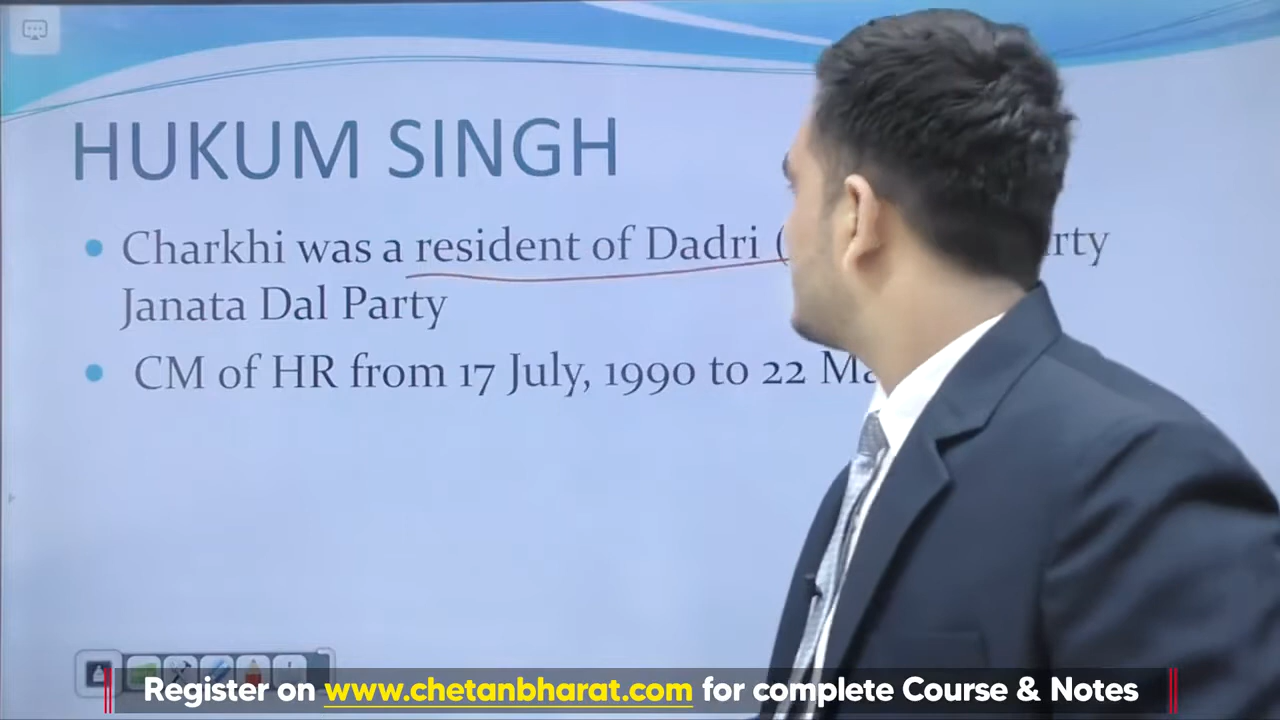 HUKUM SINGH
Charkhi was a resident of Dadri (
Janata Dal Party
CM of HR from 17 July, 1990 to 22
Register on www.chetanbharat.com for complete Course & Notes